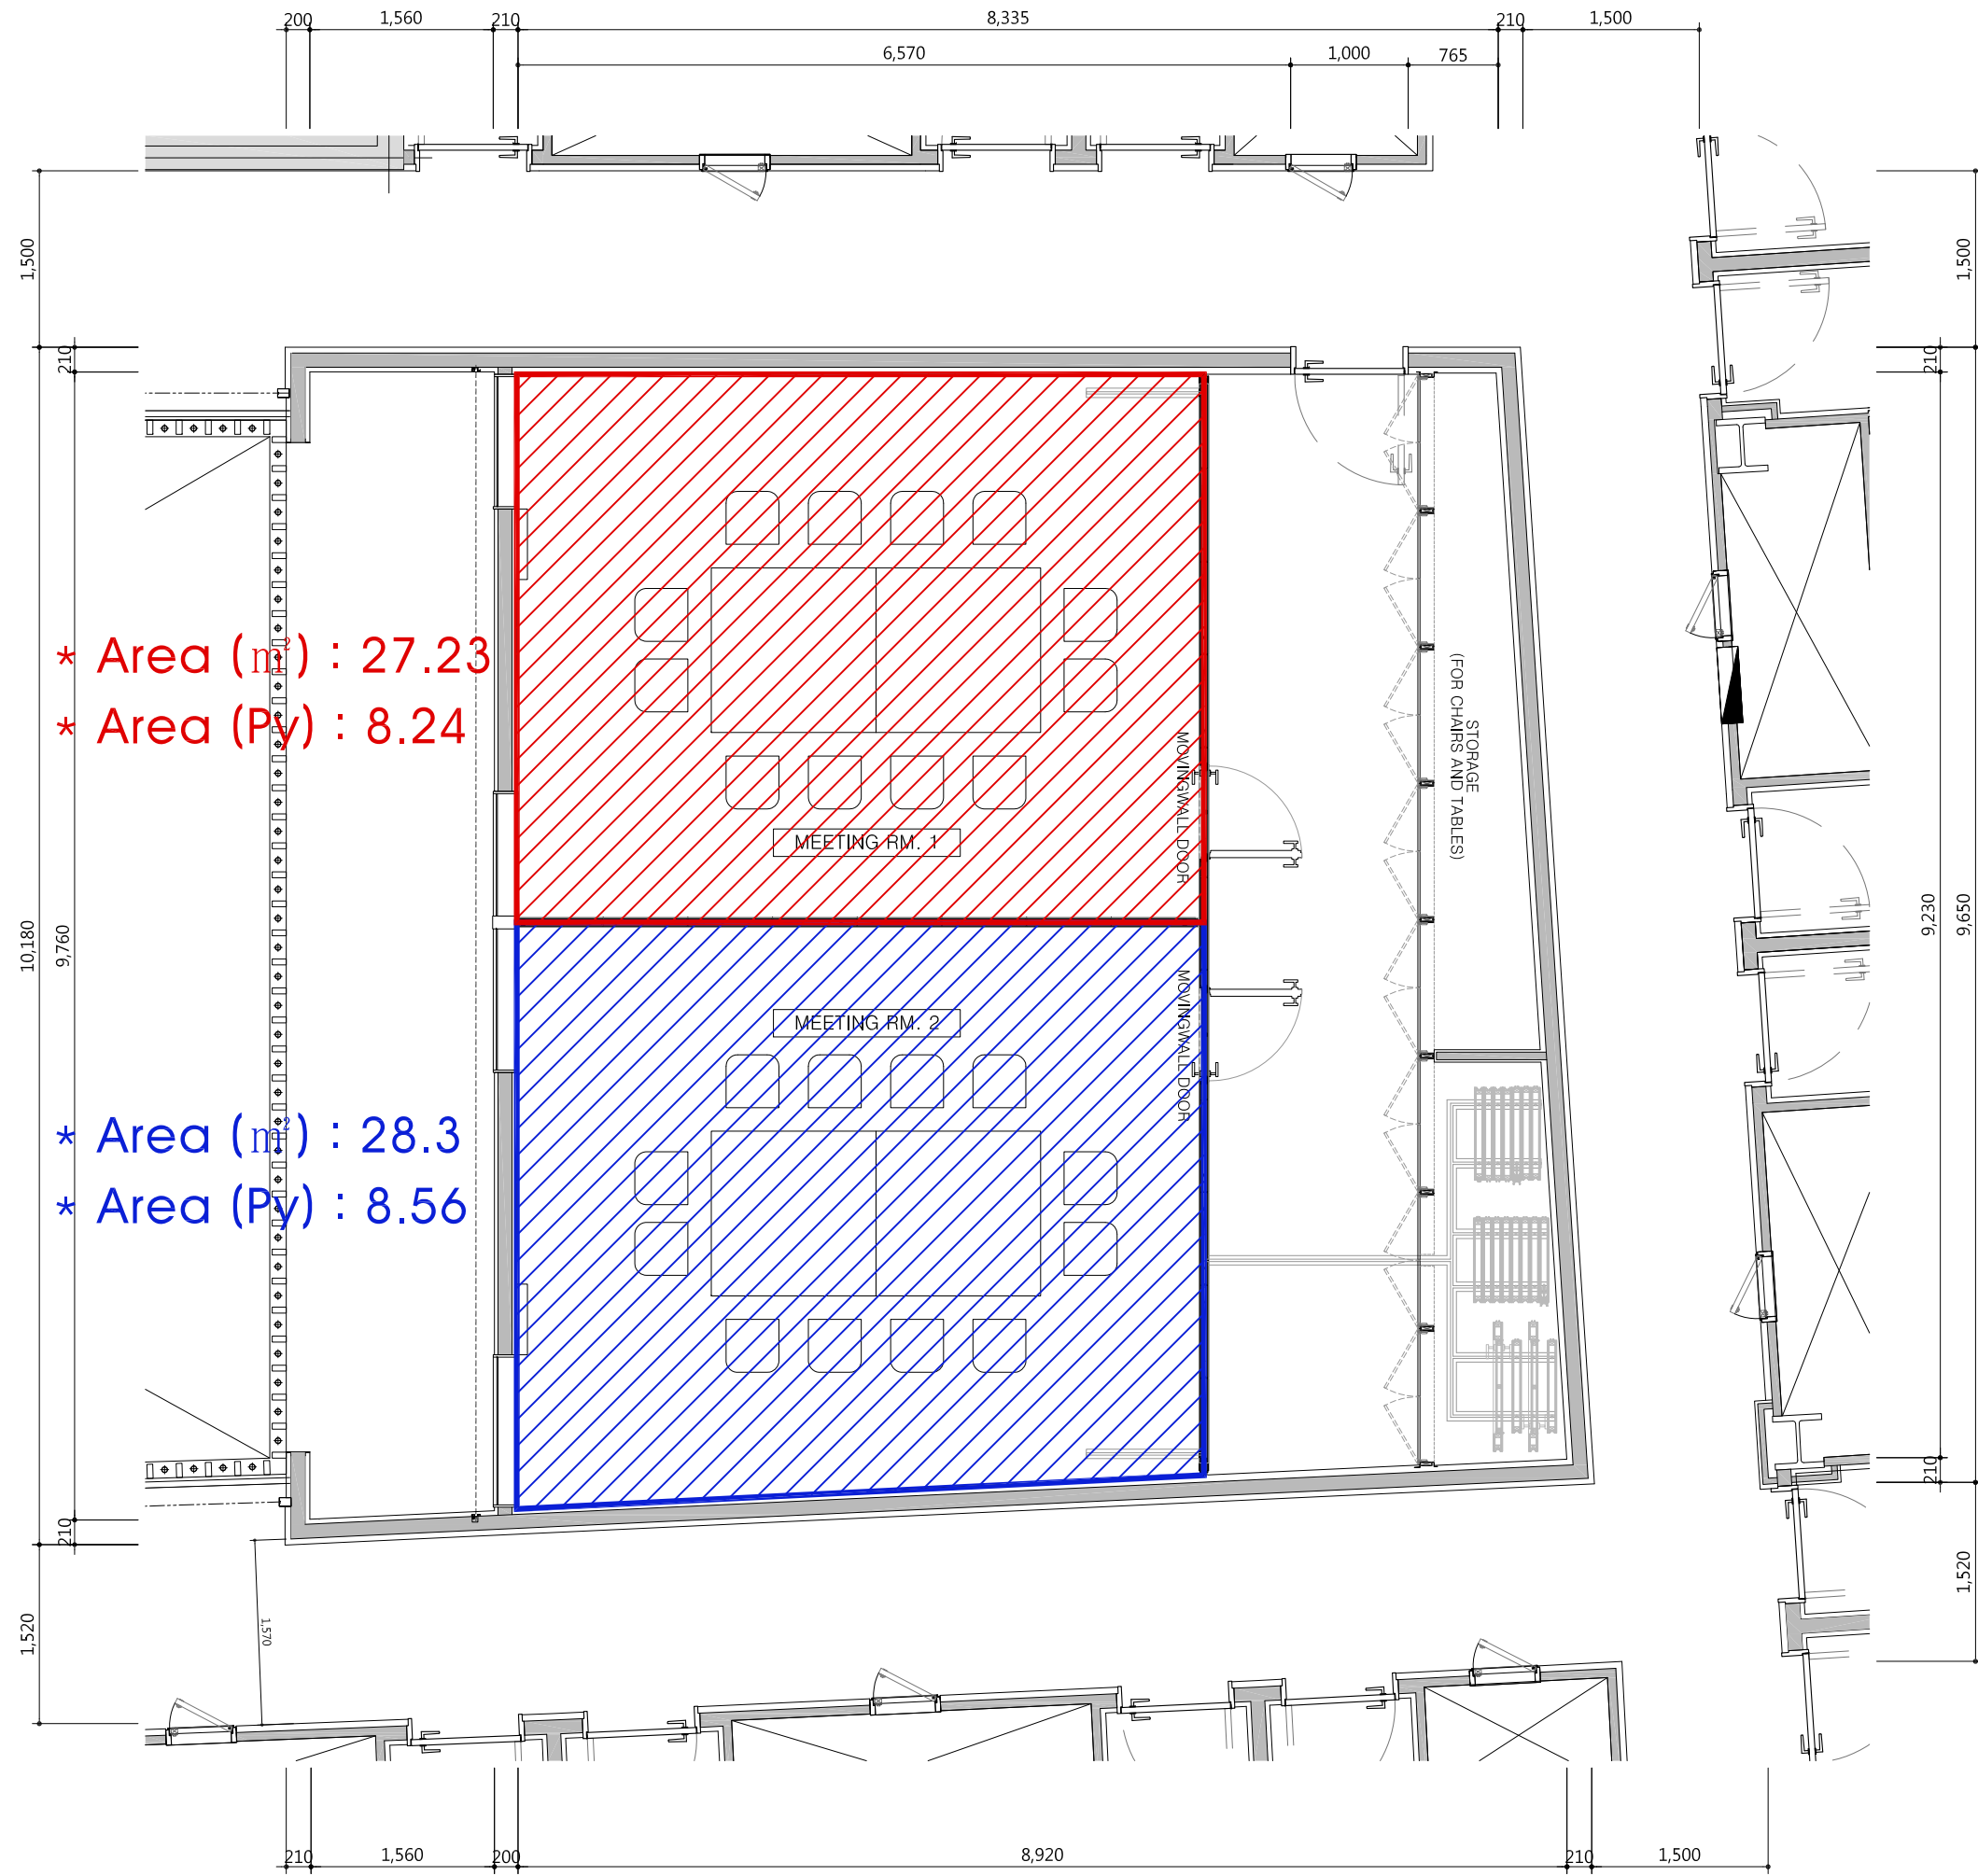 200 1,560 210 8,335 210 1,500
6,570 1,000 765
1,500
1,500
210
210
* Area (m²) : 27.23
* Area (Py) : 8.24
STORAGE
(FOR CHAIRS AND TABLES)
MOVINGWALL DOOR
MEETING RM. 1
10,180
9,760
9,230
9,650
MOVINGWALL DOOR
MEETING RM. 2
* Area (m²) : 28.3
* Area (Py) : 8.56
210
210
1,520
1,570
1,520
210 1,560 200 8,920 210 1,500